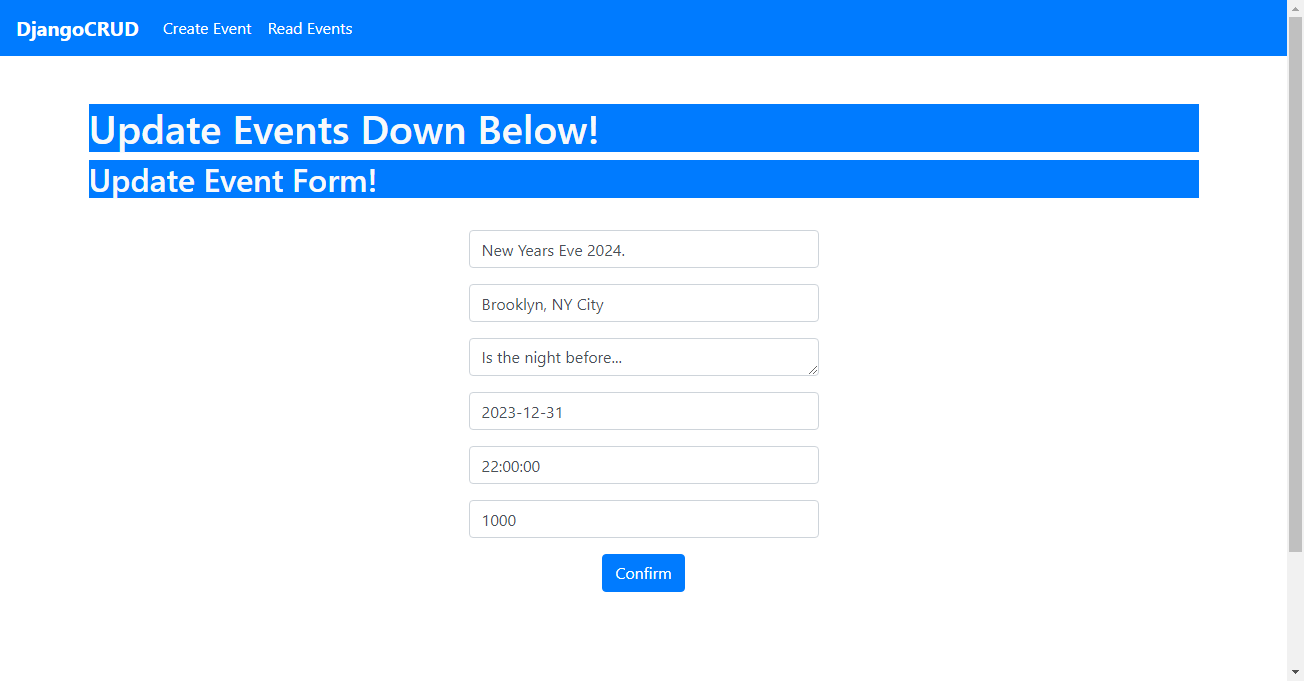 DjangoCRUD Create Event Read Events
Update Events Down Below!
Update Event Form!
New Years Eve 2024.
Brooklyn, NY City
Is the night before...
2023-12-31
22:00:00
1000
Confirm